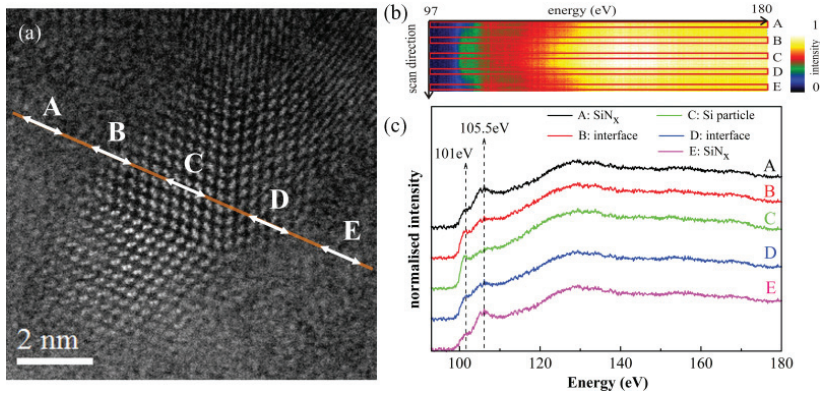 (a)
A
B
C
D
E
2 nm
(b)
energy (eV)
97
180
scan direction
A
B
C
D
E
1
intensity
0
(c)
A: SiNx
C: Si particle
B: interface
D: interface
E: SiNx
105.5eV
101eV
A
B
C
D
E
normalised intensity
100
120
140
160
180
Energy (eV)